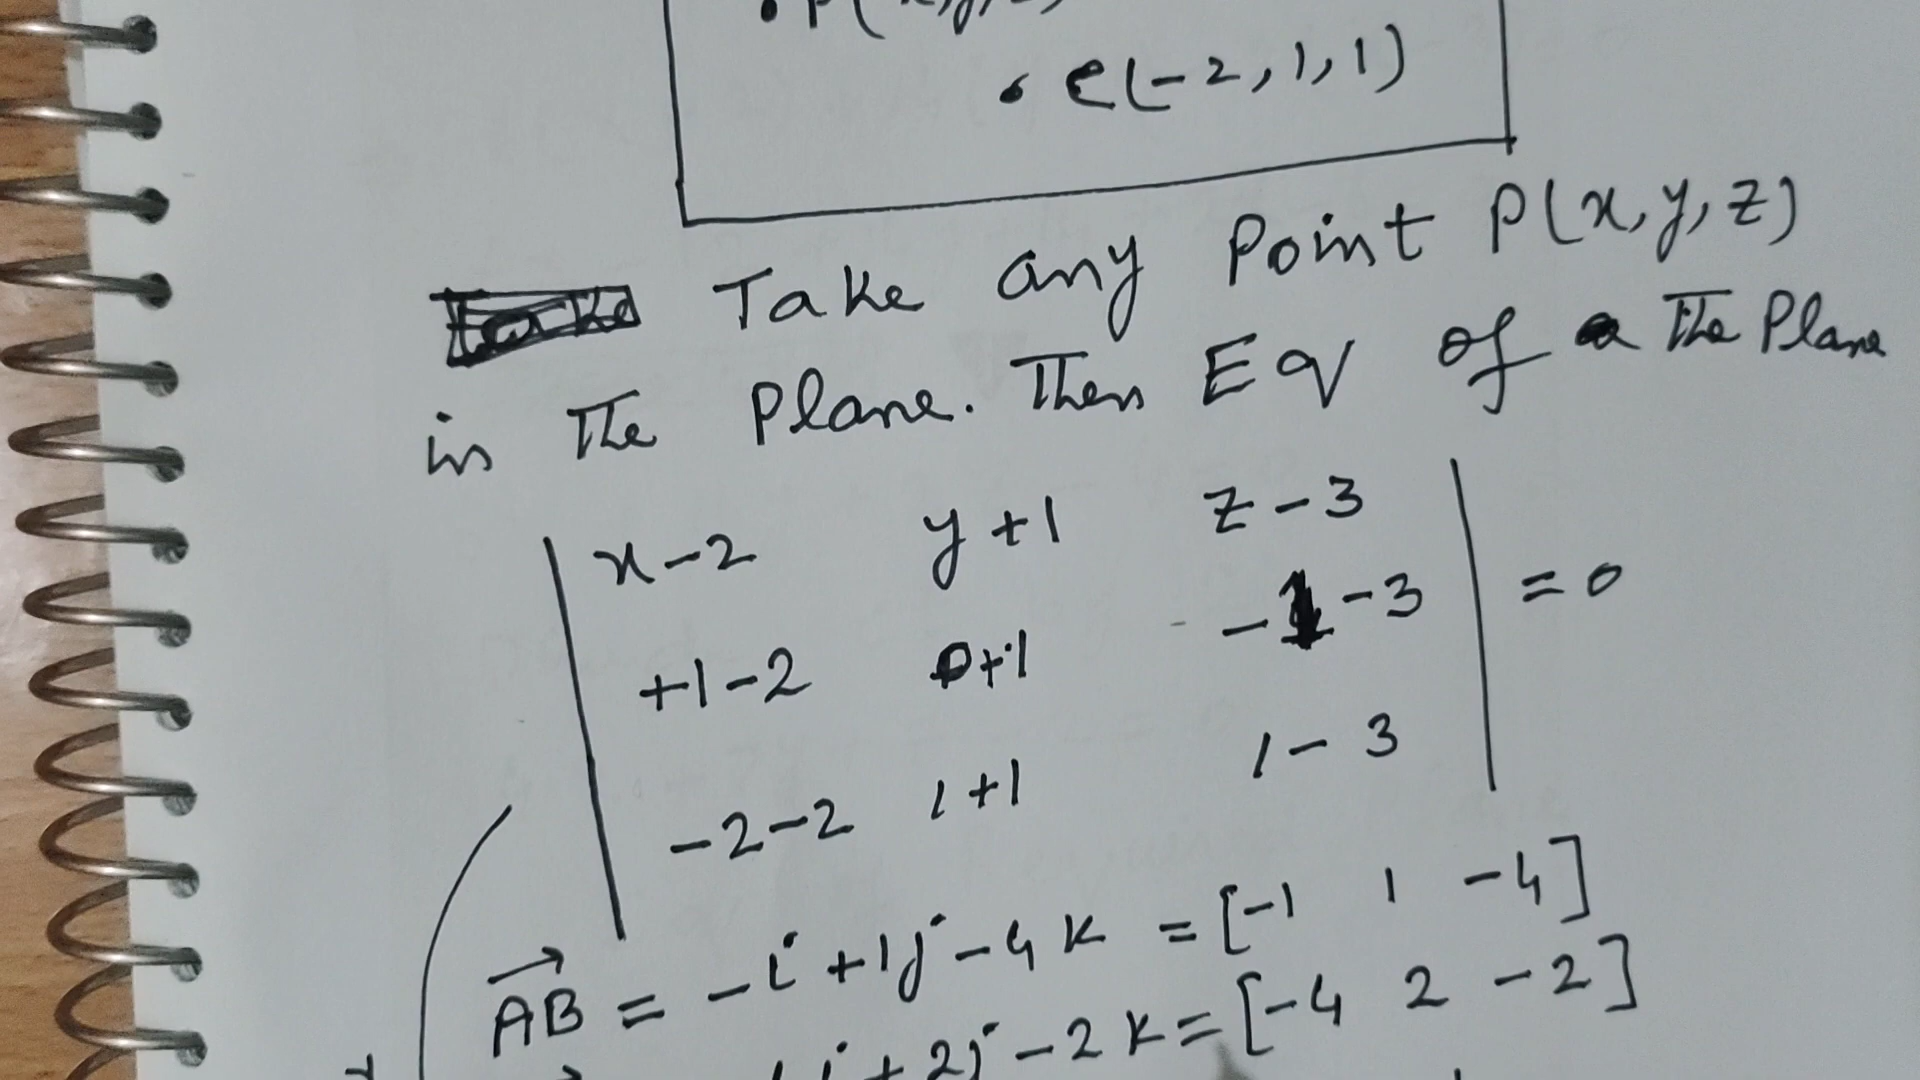 • C(-2,1,1)
Take any Point P(x,y,z)
in The Plane. Then Eq of The Plane
x-2 y+1 z-3
+1-2 0+1 -1-3 =0
-2-2 1+1 1-3
AB = -i+1j-4k = [-1 1 -4]
i+2j-2k=[-4 2 -2]